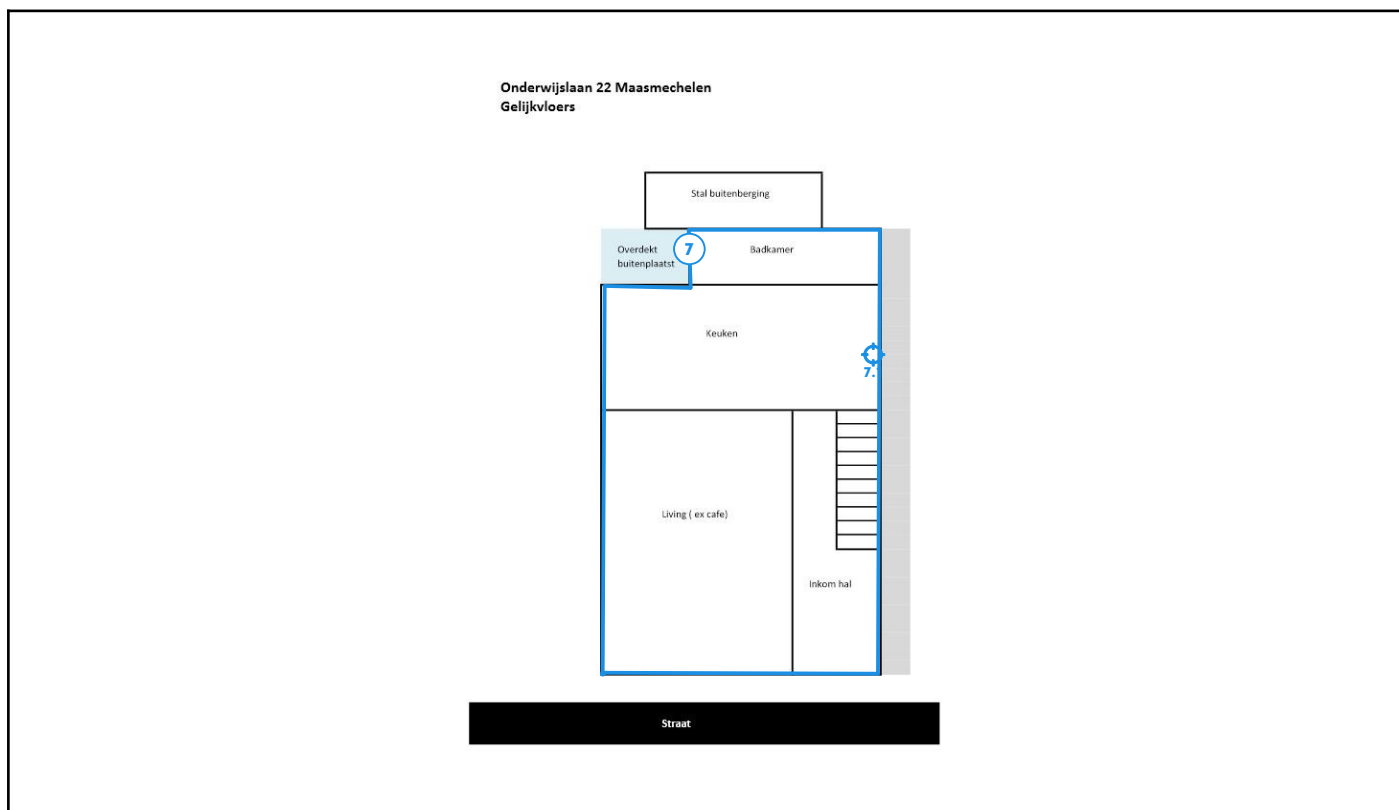 Onderwijslaan 22 Maasmechelen
Gelijkvloers
Stal buitenberging
Overdekt
buitenplaatst
7
Badkamer
Keuken
7.
Living ( ex cafe)
Inkom hal
Straat